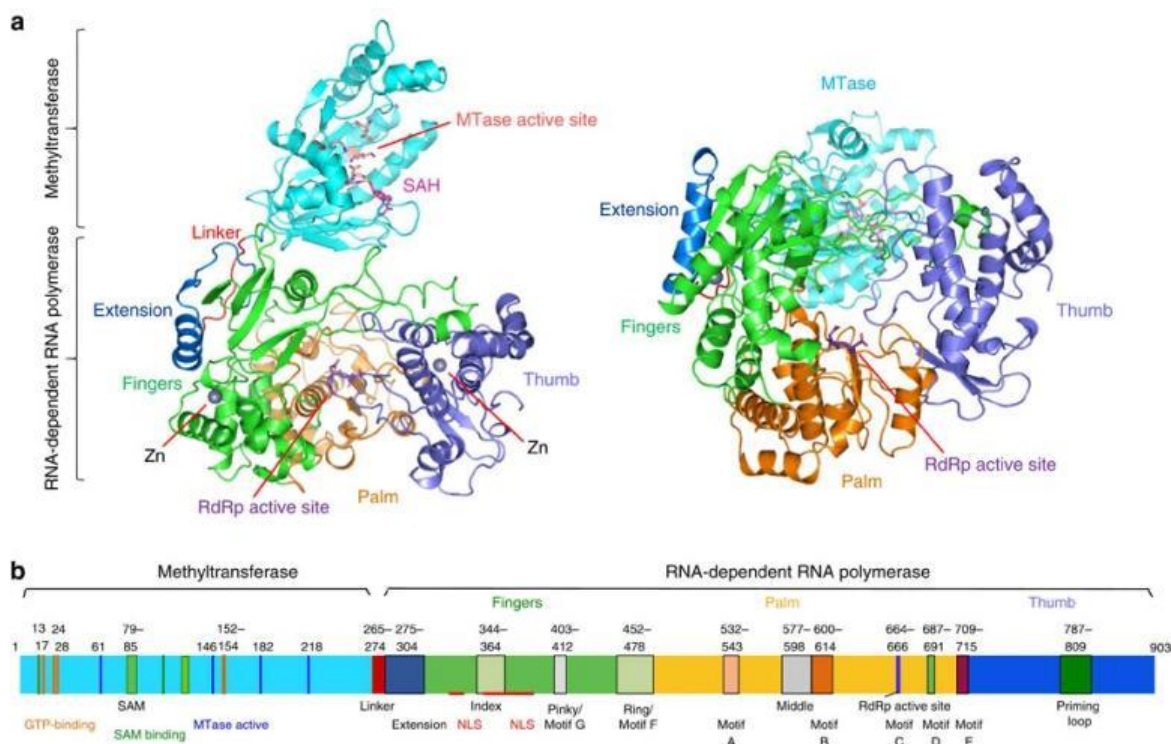 a
Methyltransferase
RNA-dependent RNA polymerase
MTase active site
SAH
Linker
Extension
Fingers
Zn
RdRp active site
Palm
Thumb
Zn
MTase
Extension
Fingers
Thumb
RdRp active site
Palm
b
Methyltransferase RNA-dependent RNA polymerase
Fingers Palm Thumb
13 24 79– 152– 265– 275– 344– 403– 452– 532– 577– 600– 664– 687– 709– 787–
1 17 28 61 85 146 154 182 218 274 304 364 412 478 543 598 614 666 691 715 809 903
SAM Linker Extension Index Pinky/ Ring/ Middle RdRp active site Priming
GTP-binding SAM binding MTase active NLS NLS Motif G Motif F Motif Motif Motif Motif Motif loop
A B C D E